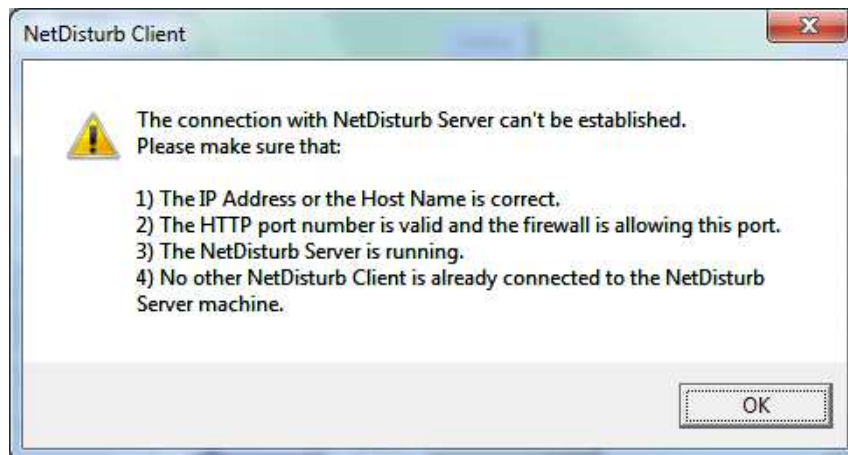 NetDisturb Client
The connection with NetDisturb Server can't be established.
Please make sure that:
1) The IP Address or the Host Name is correct.
2) The HTTP port number is valid and the firewall is allowing this port.
3) The NetDisturb Server is running.
4) No other NetDisturb Client is already connected to the NetDisturb
Server machine.
OK